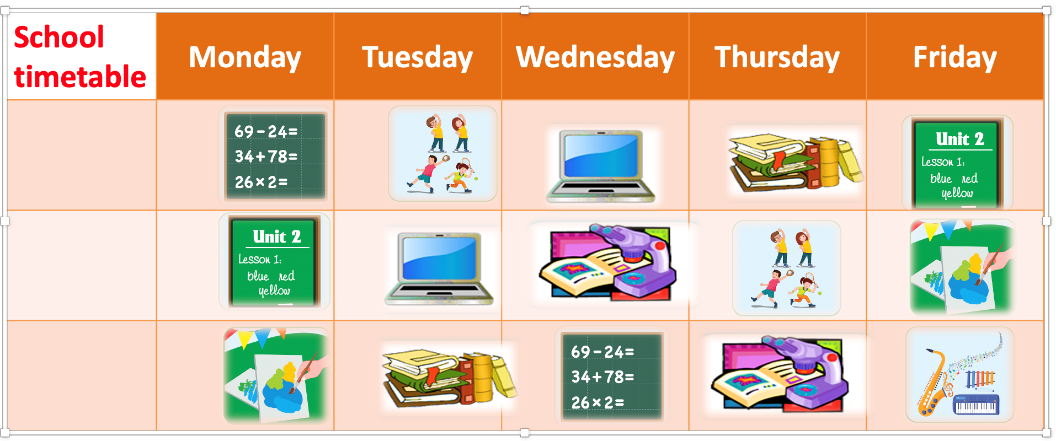 School
timetable
Monday
Tuesday
Wednesday
Thursday
Friday
69-24=
34+78=
26×2=
Unit 2
Lesson 1:
blue red
yellow
Unit 2
Lesson 1:
blue red
yellow
69-24=
34+78=
26×2=